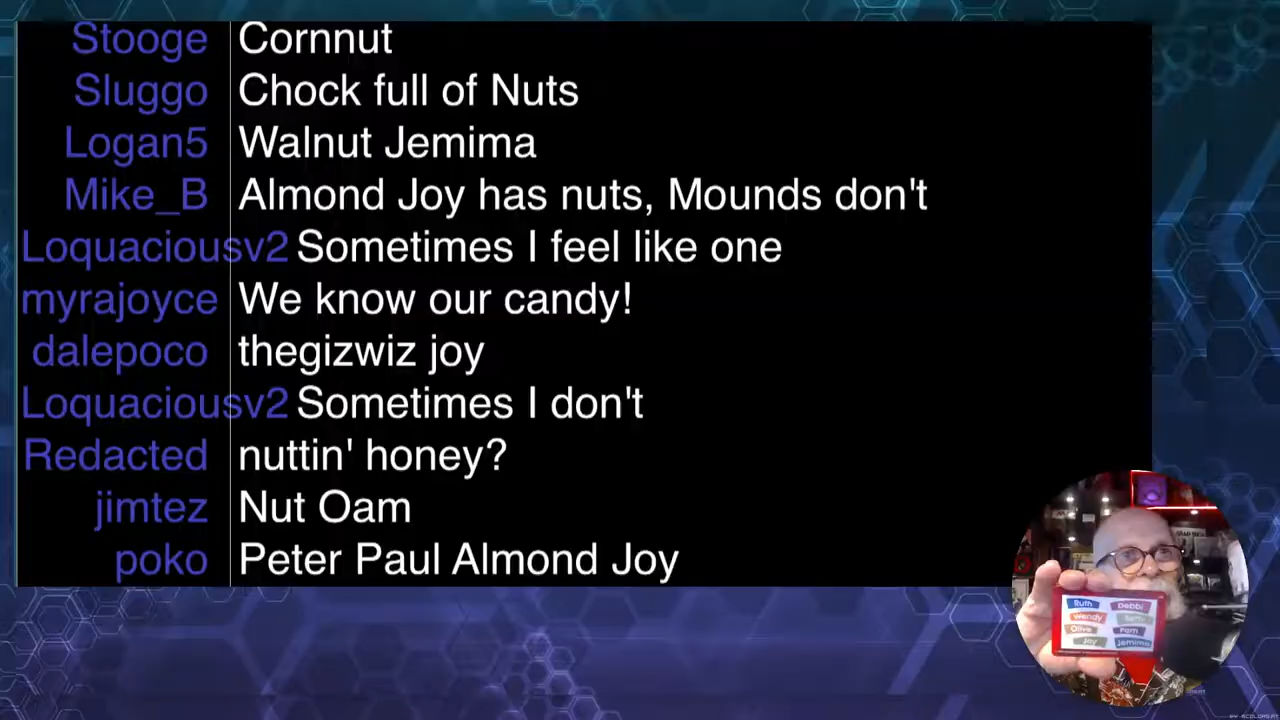 Stooge Cornnut
Sluggo Chock full of Nuts
Logan5 Walnut Jemima
Mike_B Almond Joy has nuts, Mounds don't
Loquaciousv2 Sometimes I feel like one
myrajoyce We know our candy!
dalepoco thegizwiz joy
Loquaciousv2 Sometimes I don't
Redacted nuttin' honey?
jimtez Nut Oam
poko Peter Paul Almond Joy
Ruth Debbi
Wendy
Olive Pam
Joy Jemima